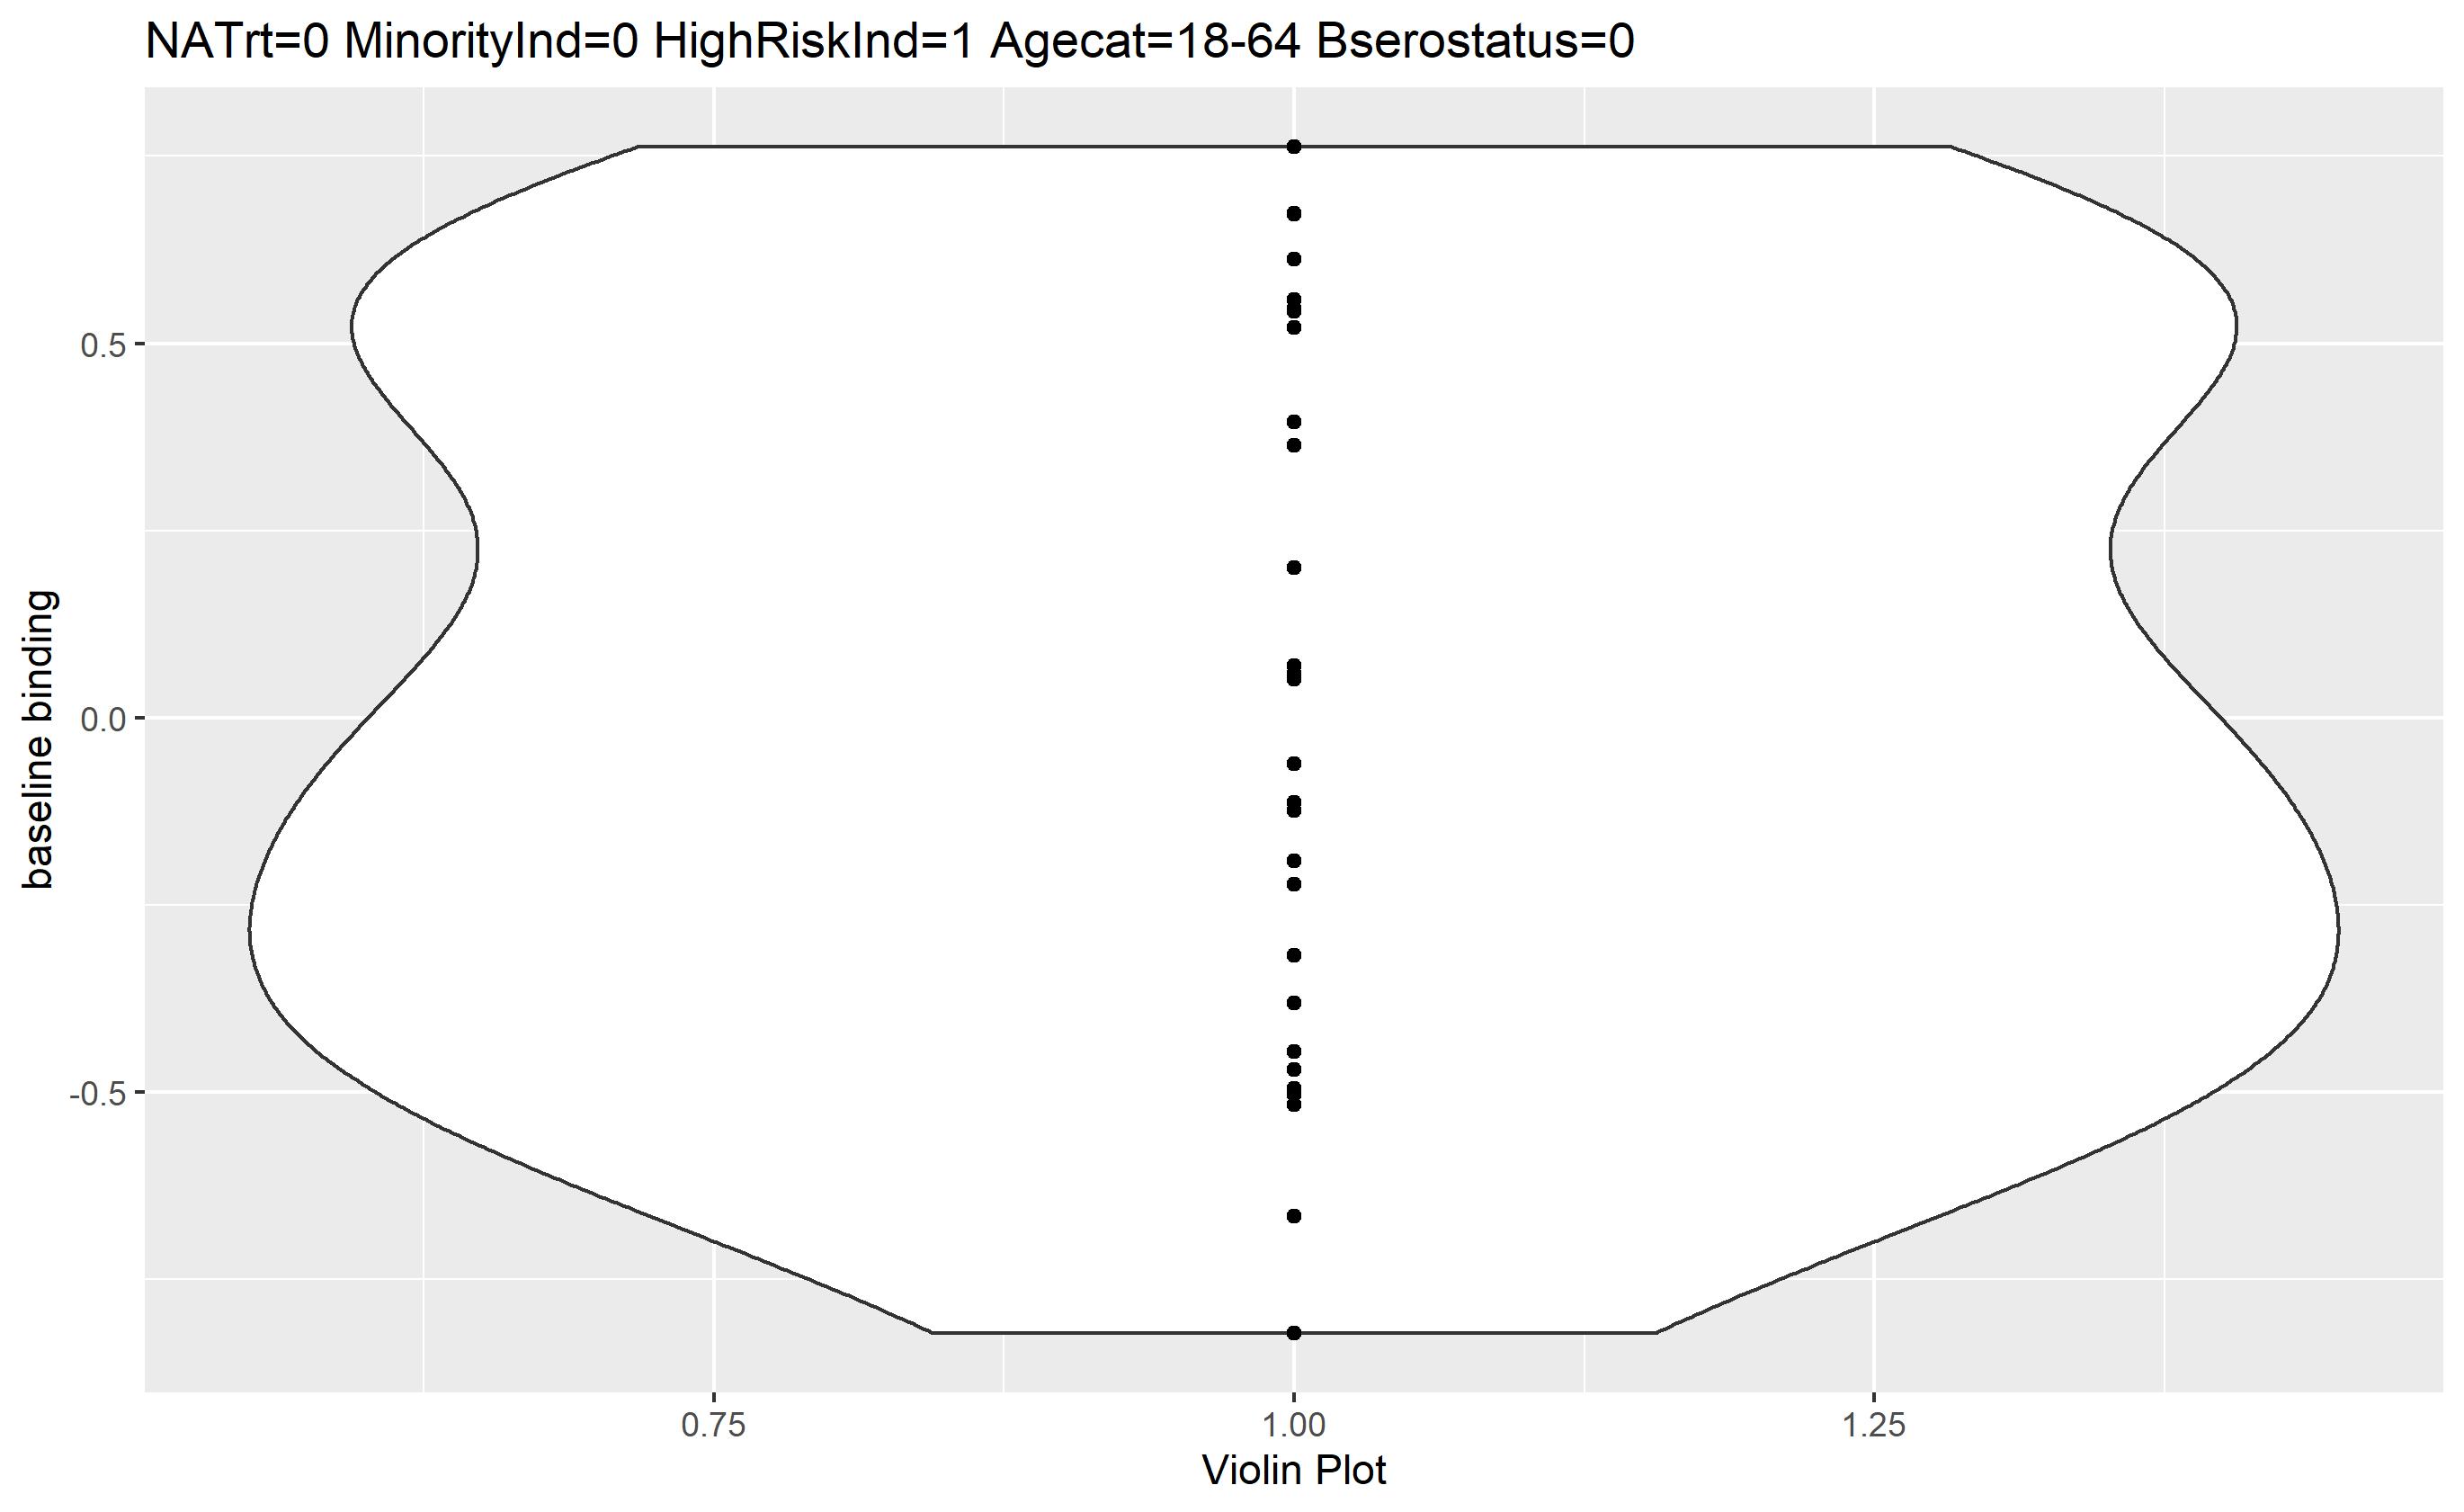 NATrt=0 MinorityInd=0 HighRiskInd=1 Agecat=18-64 Bserostatus=0
baseline binding
0.5
0.0
-0.5
0.75 1.00 1.25
Violin Plot